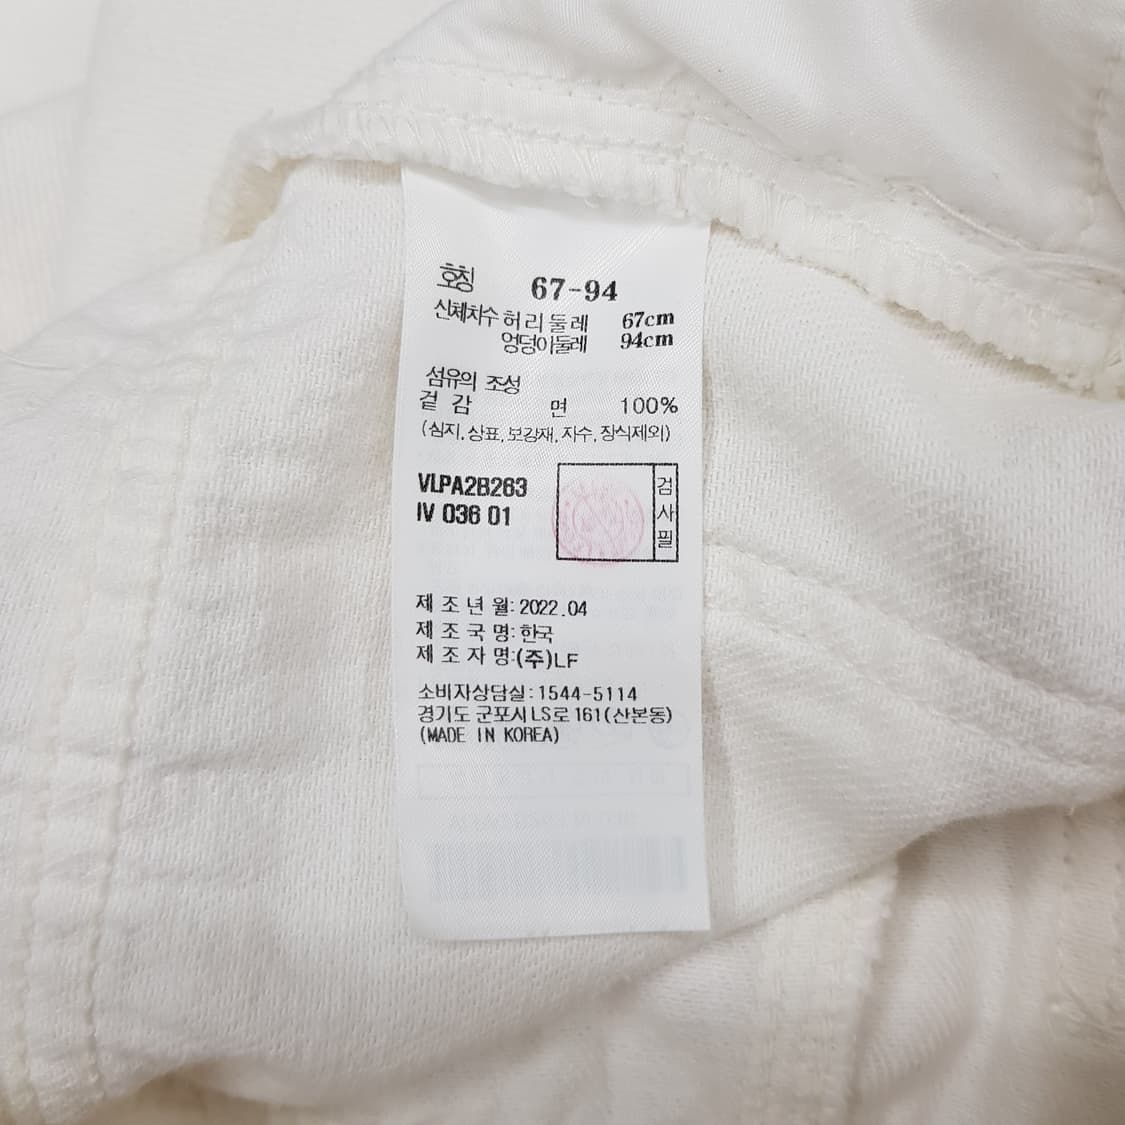 호칭 67-94
신체치수 허리둘레 67cm
엉덩이둘레 94cm
섬유의 조성
겉감 면 100%
(심지, 상표, 보강재, 자수, 장식제외)
VLPA2B263
IV 036 01
검사필
제조년월: 2022.04
제조국명: 한국
제조자명:(주)LF
소비자상담실: 1544-5114
경기도 군포시 LS로 161(산본동)
(MADE IN KOREA)